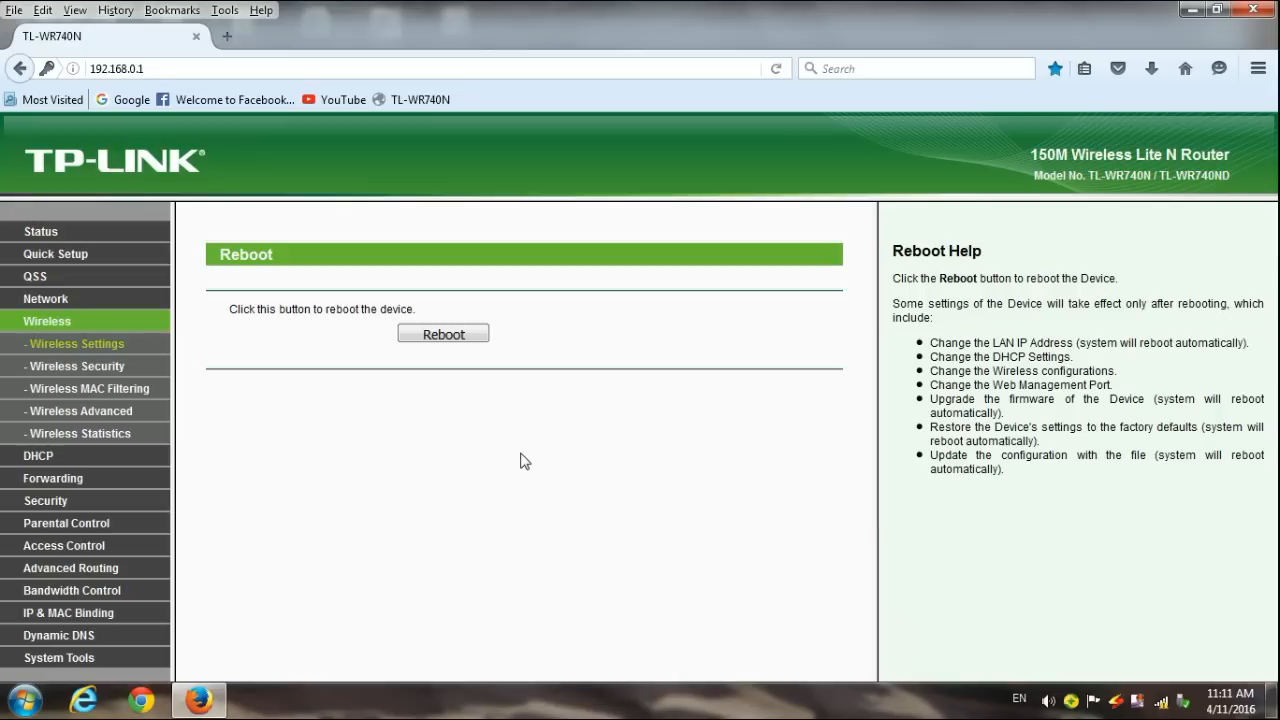 File Edit View History Bookmarks Tools Help
TL-WR740N
192.168.0.1
Search
Most Visited
Google
Welcome to Facebook...
YouTube
TL-WR740N
TP-LINK®
150M Wireless Lite N Router
Model No. TL-WR740N / TL-WR740ND
Status
Quick Setup
QSS
Network
Wireless
- Wireless Settings
- Wireless Security
- Wireless MAC Filtering
- Wireless Advanced
- Wireless Statistics
DHCP
Forwarding
Security
Parental Control
Access Control
Advanced Routing
Bandwidth Control
IP & MAC Binding
Dynamic DNS
System Tools
Reboot
Click this button to reboot the device.
Reboot
Reboot Help
Click the Reboot button to reboot the Device.
Some settings of the Device will take effect only after rebooting, which
include:
Change the LAN IP Address (system will reboot automatically).
Change the DHCP Settings.
Change the Wireless configurations.
Change the Web Management Port.
Upgrade the firmware of the Device (system will reboot
automatically).
Restore the Device's settings to the factory defaults (system will
reboot automatically).
Update the configuration with the file (system will reboot
automatically).
EN
11:11 AM
4/11/2016